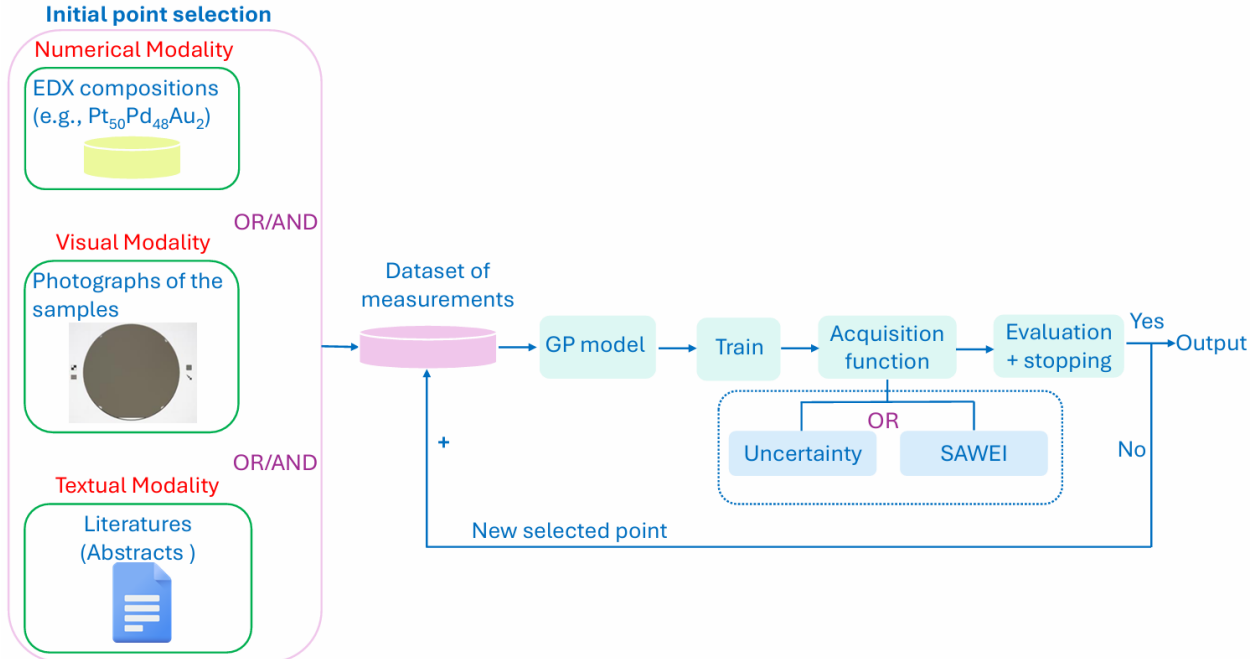 Initial point selection
Numerical Modality
EDX compositions
(e.g., Pt50Pd48Au2)
OR/AND
Visual Modality
Photographs of the
samples
OR/AND
Textual Modality
Literatures
(Abstracts )
Dataset of
measurements
GP model
Train
Acquisition
function
Evaluation
+ stopping
Yes
Output
OR
Uncertainty
SAWEI
No
+
New selected point